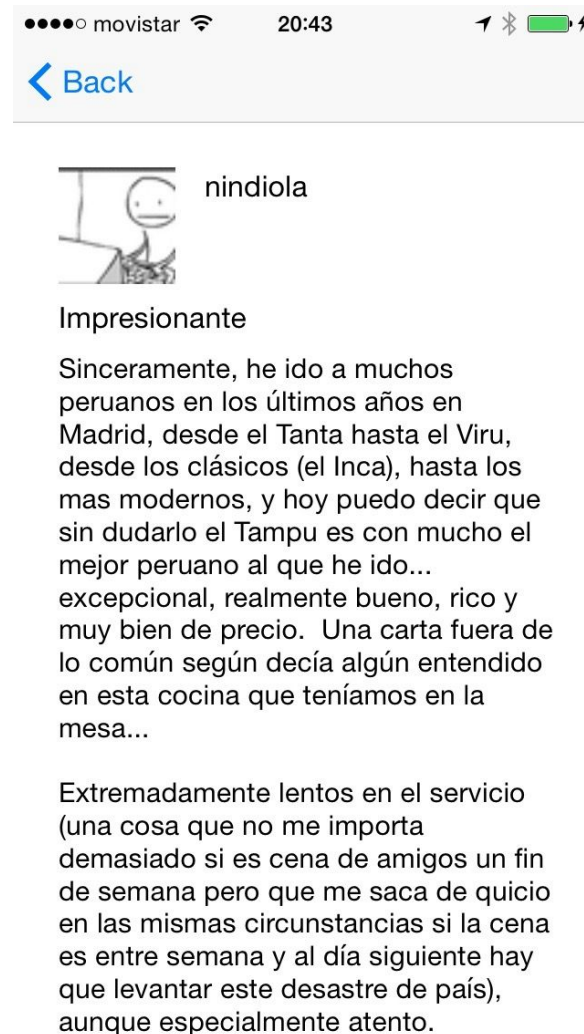 movistar 20:43
Back
nindiola
Impresionante
Sinceramente, he ido a muchos
peruanos en los últimos años en
Madrid, desde el Tanta hasta el Viru,
desde los clásicos (el Inca), hasta los
mas modernos, y hoy puedo decir que
sin dudarlo el Tampu es con mucho el
mejor peruano al que he ido...
excepcional, realmente bueno, rico y
muy bien de precio.  Una carta fuera de
lo común según decía algún entendido
en esta cocina que teníamos en la
mesa...
Extremadamente lentos en el servicio
(una cosa que no me importa
demasiado si es cena de amigos un fin
de semana pero que me saca de quicio
en las mismas circunstancias si la cena
es entre semana y al día siguiente hay
que levantar este desastre de país),
aunque especialmente atento.